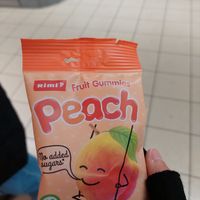 RIMI
Fruit Gummies
Peach
No added
sugars*